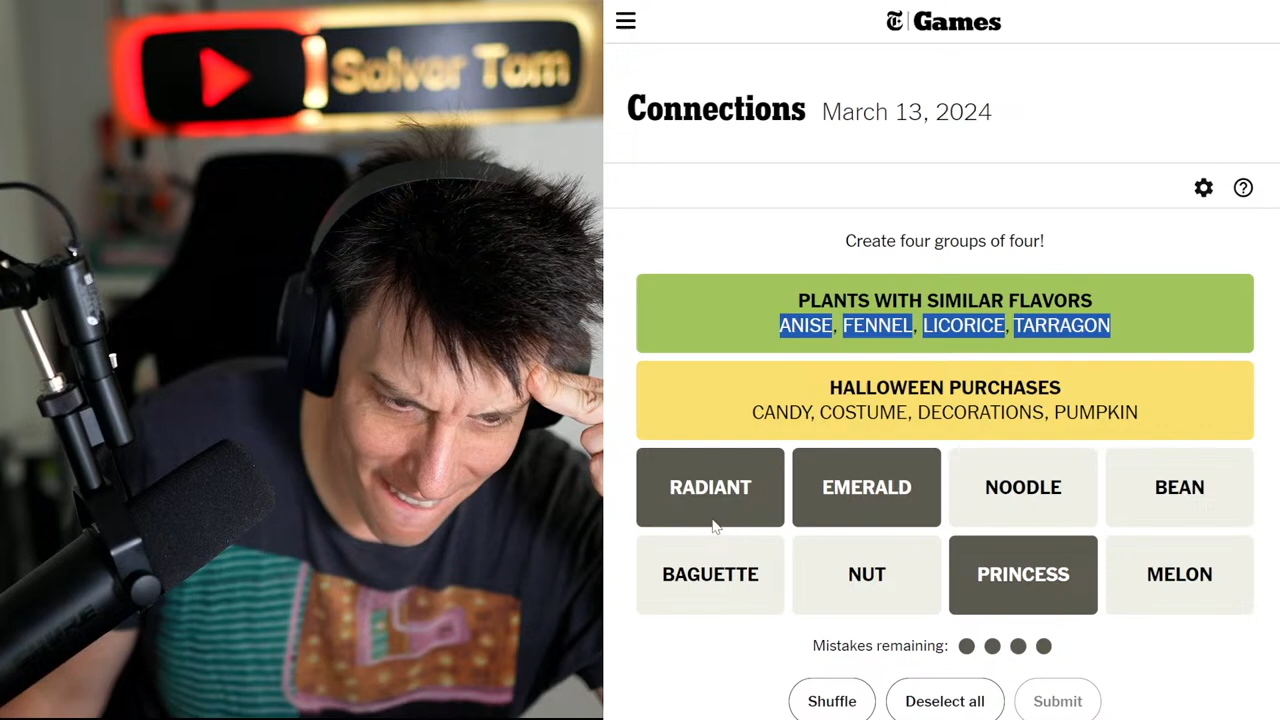 Solver Tom
Games
Connections March 13, 2024
Create four groups of four!
PLANTS WITH SIMILAR FLAVORS
ANISE, FENNEL, LICORICE, TARRAGON
HALLOWEEN PURCHASES
CANDY, COSTUME, DECORATIONS, PUMPKIN
RADIANT EMERALD NOODLE BEAN
BAGUETTE NUT PRINCESS MELON
Mistakes remaining:
Shuffle Deselect all Submit